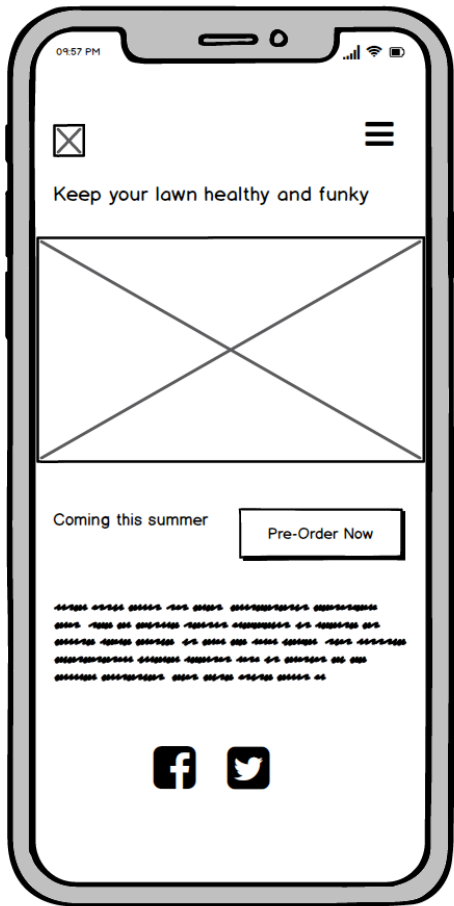 09:57 PM
Keep your lawn healthy and funky
Coming this summer
Pre-Order Now